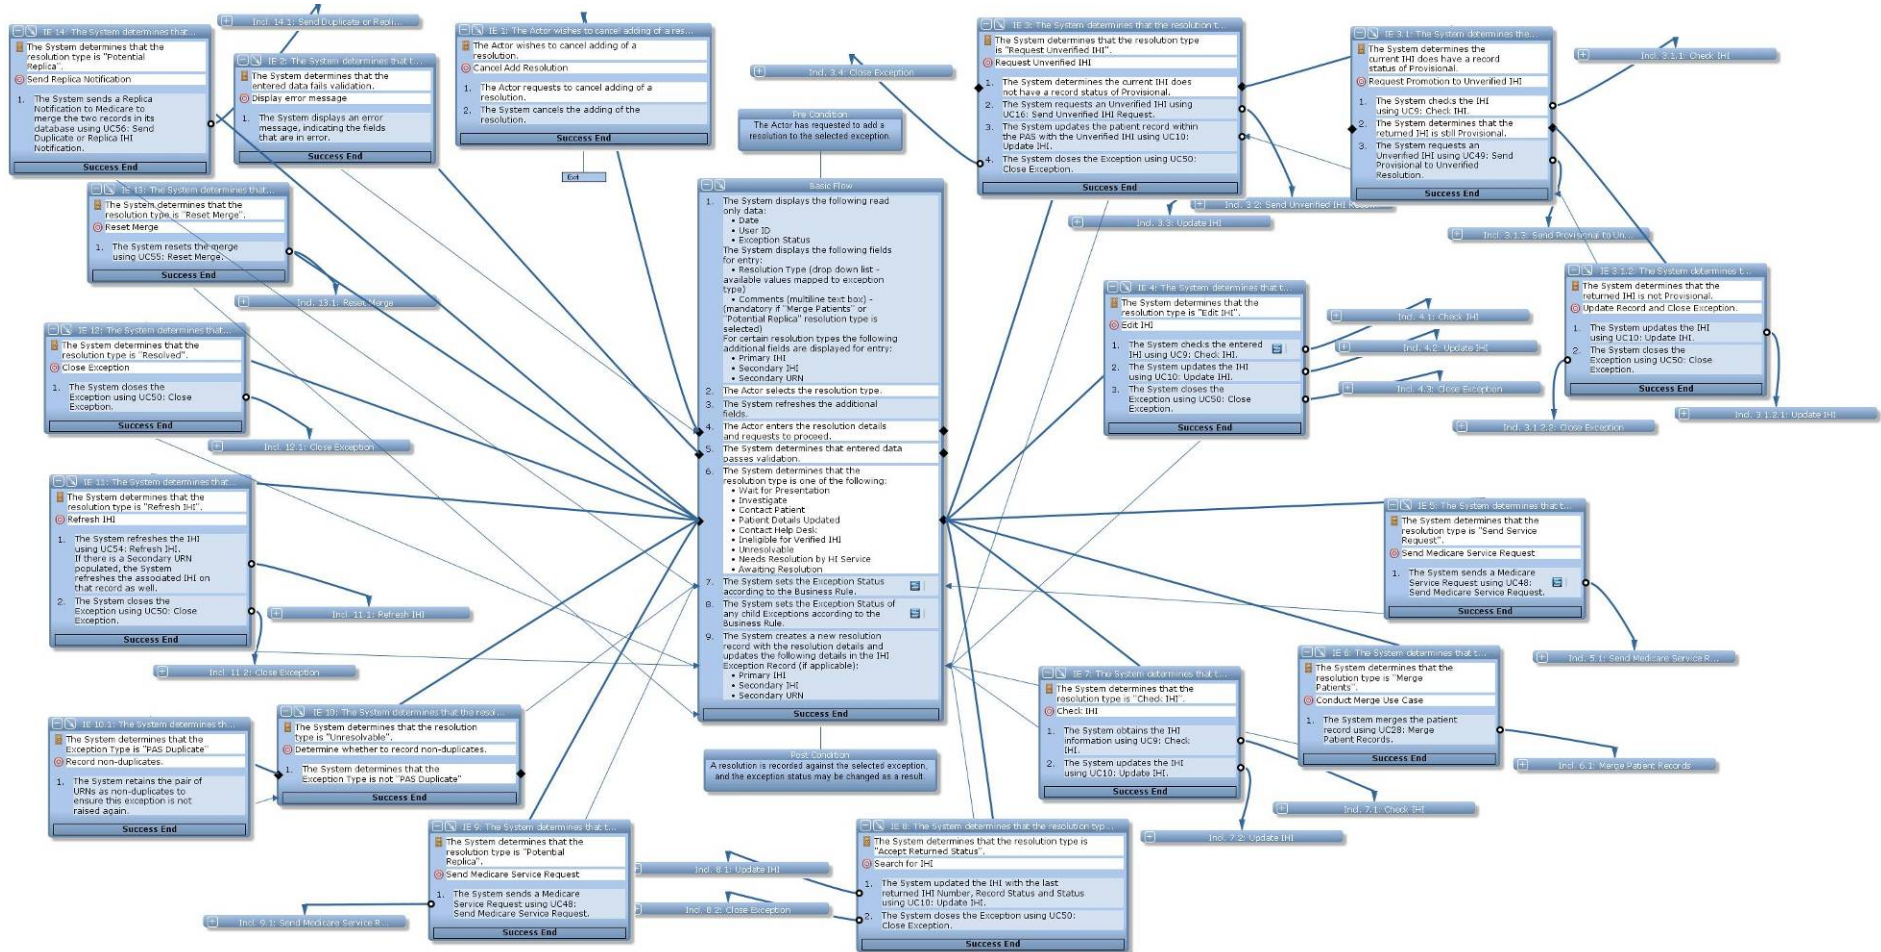 Incl. 14.1: Send Duplicate or Repli...
IE 14: The System determines that...
The System determines that the
resolution type is "Potential
Replica".
Send Replica Notification
1. The System sends a Replica
Notification to Medicare to
merge the two records in its
database using UC56: Send
Duplicate or Replica IHI
Notification.
Success End
IE 2: The System determines that t...
The System determines that the
entered data fails validation.
Display error message
1. The System displays an error
message, indicating the fields
that are in error.
Success End
IE 1: The Actor wishes to cancel adding of a res...
The Actor wishes to cancel adding of a
resolution.
Cancel Add Resolution
1. The Actor requests to cancel adding of a
resolution.
2. The System cancels the adding of the
resolution.
Success End
Exit
Incl. 3.4: Close Exception
Pre Condition
The Actor has requested to add a
resolution to the selected exception.
IE 3: The System determines that the resolution t...
The System determines that the resolution type
is "Request Unverified IHI".
Request Unverified IHI
1. The System determines the current IHI does
not have a record status of Provisional.
2. The System requests an Unverified IHI using
UC16: Send Unverified IHI Request.
3. The System updates the patient record within
the PAS with the Unverified IHI using UC10:
Update IHI.
4. The System closes the Exception using UC50:
Close Exception.
Success End
IE 3.1: The System determines the...
The System determines the
current IHI does have a record
status of Provisional.
Request Promotion to Unverified IHI
1. The System checks the IHI
using UC9: Check IHI.
2. The System determines that the
returned IHI is still Provisional.
3. The System requests an
Unverified IHI using UC49: Send
Provisional to Unverified
Resolution.
Success End
Incl. 3.1.1: Check IHI
Incl. 3.2: Send Unverified IHI
Incl. 3.3: Update IHI
Incl. 3.1.3: Send Provisional to Un...
IE 3.1.2: The System determines t...
The System determines that the
returned IHI is not Provisional.
Update Record and Close Exception.
1. The System updates the IHI
using UC10: Update IHI.
2. The System closes the
Exception using UC50: Close
Exception.
Success End
Incl. 3.1.2.1: Update IHI
Incl. 3.1.2.2: Close Exception
IE 13: The System determines that...
The System determines that the
resolution type is "Reset Merge".
Reset Merge
1. The System resets the merge
using UC55: Reset Merge.
Success End
Incl. 13.1: Reset Merge
Basic Flow
1. The System displays the following read
only data:
• Date
• User ID
• Exception Status
The System displays the following fields
for entry:
• Resolution Type (drop down list -
available values mapped to exception
type)
• Comments (multiline text box) -
(mandatory if "Merge Patients" or
"Potential Replica" resolution type is
selected)
For certain resolution types the following
additional fields are displayed for entry:
• Primary IHI
• Secondary IHI
• Secondary URN
2. The Actor selects the resolution type.
3. The System refreshes the additional
fields.
4. The Actor enters the resolution details
and requests to proceed.
5. The System determines that entered data
passes validation.
6. The System determines that the
resolution type is one of the following:
• Wait for Presentation
• Investigate
• Contact Patient
• Patient Details Updated
• Contact Help Desk
• Ineligible for Verified IHI
• Unresolvable
• Needs Resolution by HI Service
• Awaiting Resolution
7. The System sets the Exception Status
according to the Business Rule.
8. The System sets the Exception Status of
any child Exceptions according to the
Business Rule.
9. The System creates a new resolution
record with the resolution details and
updates the following details in the IHI
Exception Record (if applicable):
• Primary IHI
• Secondary IHI
• Secondary URN
Success End
Post Condition
A resolution is recorded against the selected exception,
and the exception status may be changed as a result.
IE 4: The System determines that t...
The System determines that the
resolution type is "Edit IHI".
Edit IHI
1. The System checks the entered
IHI using UC9: Check IHI.
2. The System updates the IHI
using UC10: Update IHI.
3. The System closes the
Exception using UC50: Close
Exception.
Success End
Incl. 4.1: Check IHI
Incl. 4.2: Update IHI
Incl. 4.3: Close Exception
IE 12: The System determines that...
The System determines that the
resolution type is "Resolved".
Close Exception
1. The System closes the
Exception using UC50: Close
Exception.
Success End
Incl. 12.1: Close Exception
IE 11: The System determines that...
The System determines that the
resolution type is "Refresh IHI".
Refresh IHI
1. The System refreshes the IHI
using UC54: Refresh IHI.
If there is a Secondary URN
populated, the System
refreshes the associated IHI on
that record as well.
2. The System closes the
Exception using UC50: Close
Exception.
Success End
Incl. 11.1: Refresh IHI
Incl. 11.2: Close Exception
IE 5: The System determines that t...
The System determines that the
resolution type is "Send Service
Request".
Send Medicare Service Request
1. The System sends a Medicare
Service Request using UC48:
Send Medicare Service Request.
Success End
Incl. 5.1: Send Medicare Service R...
IE 6: The System determines that t...
The System determines that the
resolution type is "Merge
Patients".
Conduct Merge Use Case
1. The System merges the patient
record using UC28: Merge
Patient Records.
Success End
Incl. 6.1: Merge Patient Records
IE 7: The System determines that t...
The System determines that the
resolution type is "Check IHI".
Check IHI
1. The System obtains the IHI
information using UC9: Check
IHI.
2. The System updates the IHI
using UC10: Update IHI.
Success End
Incl. 7.1: Check IHI
Incl. 7.2: Update IHI
IE 10.1: The System determines th...
The System determines that the
Exception Type is "PAS Duplicate"
Record non-duplicates.
1. The System retains the pair of
URNs as non-duplicates to
ensure this exception is not
raised again.
Success End
IE 10: The System determines that the resol...
The System determines that the resolution
type is "Unresolvable".
Determine whether to record non-duplicates.
1. The System determines that the
Exception Type is not "PAS Duplicate"
Success End
IE 9: The System determines that t...
The System determines that the
resolution type is "Potential
Replica".
Send Medicare Service Request
1. The System sends a Medicare
Service Request using UC48:
Send Medicare Service Request.
Success End
Incl. 9.1: Send Medicare Service R...
Incl. 8.1: Update IHI
Incl. 8.2: Close Exception
IE 8: The System determines that the resolution typ...
The System determines that the resolution type is
"Accept Returned Status".
Search for IHI
1. The System updated the IHI with the last
returned IHI Number, Record Status and Status
using UC10: Update IHI.
2. The System closes the Exception using UC50:
Close Exception.
Success End